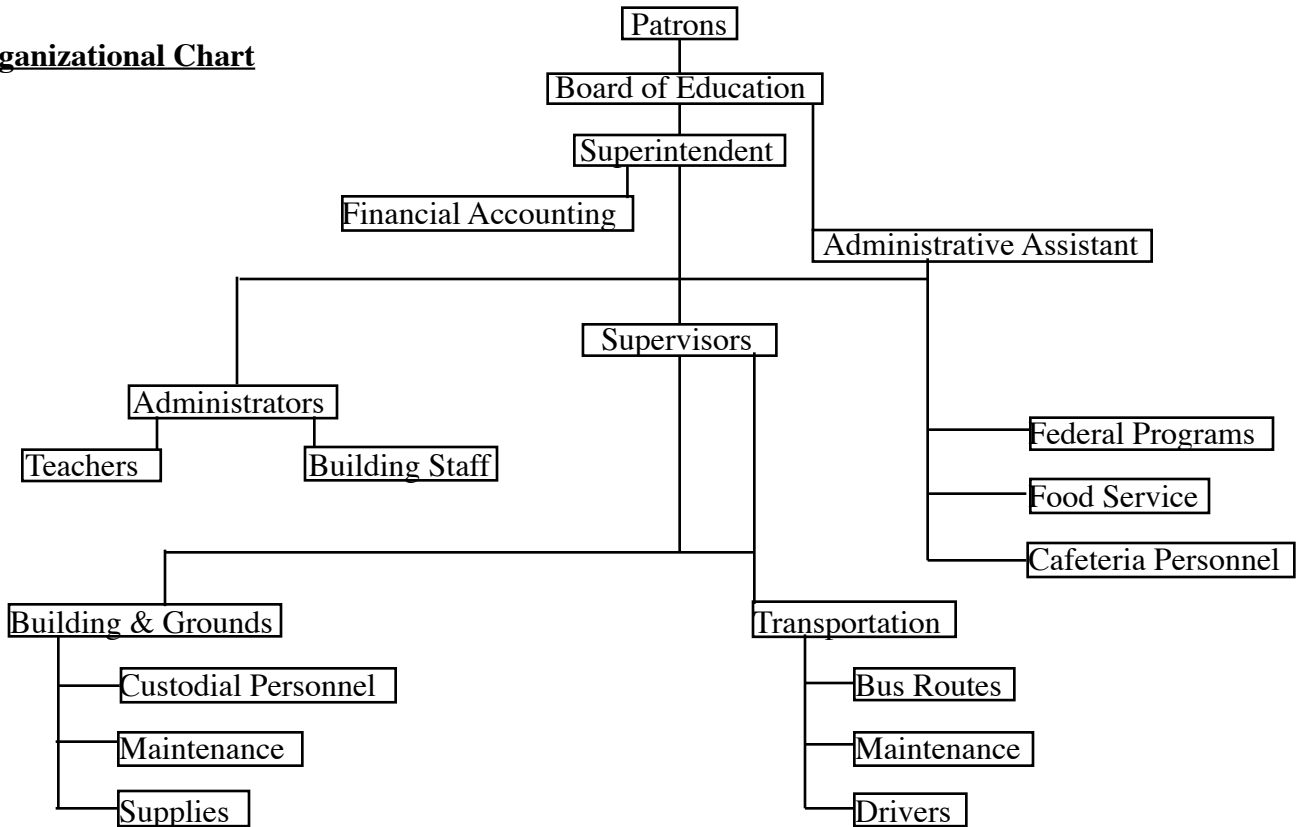 Patrons
ganizational Chart
Board of Education
Superintendent
Financial Accounting
Administrative Assistant
Supervisors
Administrators
Federal Programs
Teachers
Building Staff
Food Service
Cafeteria Personnel
Building & Grounds
Transportation
Custodial Personnel
Bus Routes
Maintenance
Maintenance
Supplies
Drivers